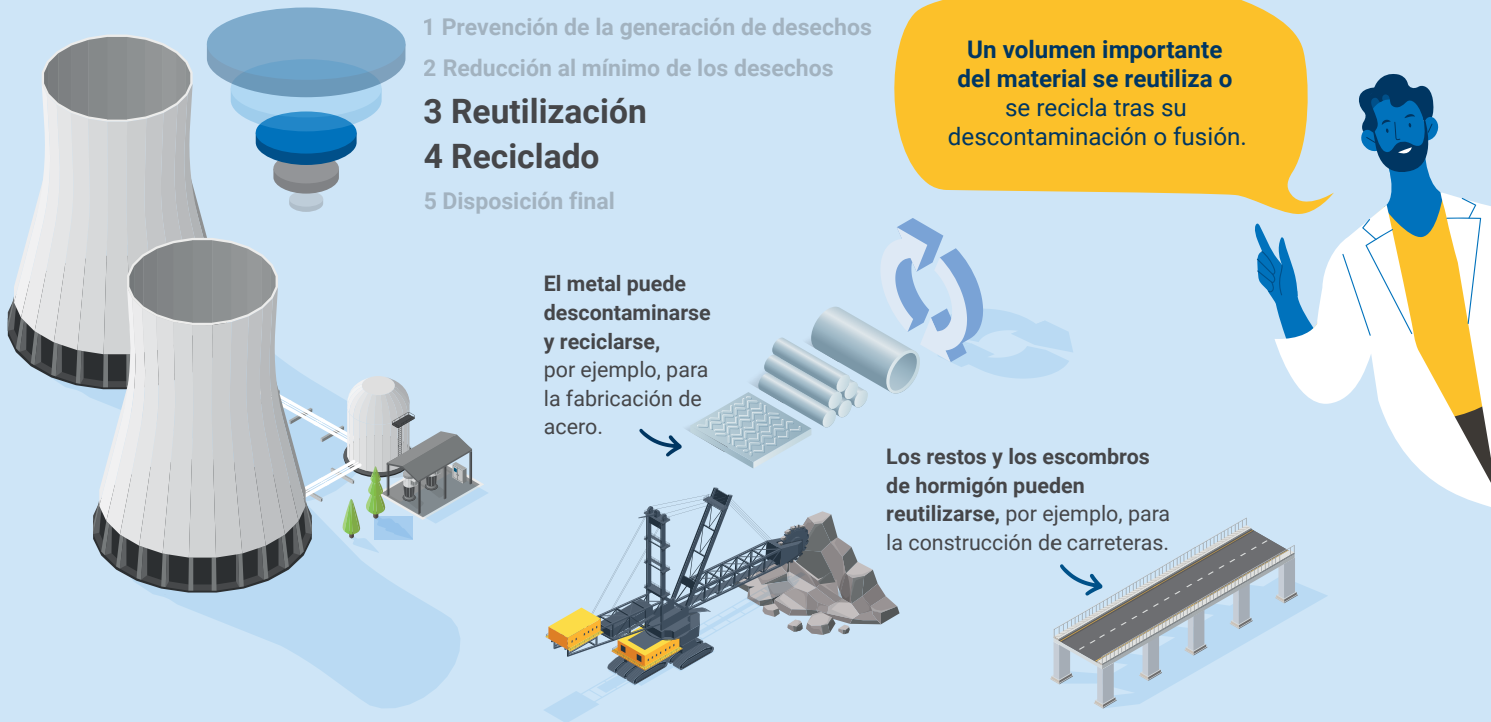 1 Prevención de la generación de desechos
2 Reducción al mínimo de los desechos
3 Reutilización
4 Reciclado
5 Disposición final
Un volumen importante
del material se reutiliza o
se recicla tras su
descontaminación o fusión.
El metal puede
descontaminarse
y reciclarse,
por ejemplo, para
la fabricación de
acero.
Los restos y los escombros
de hormigón pueden
reutilizarse, por ejemplo, para
la construcción de carreteras.